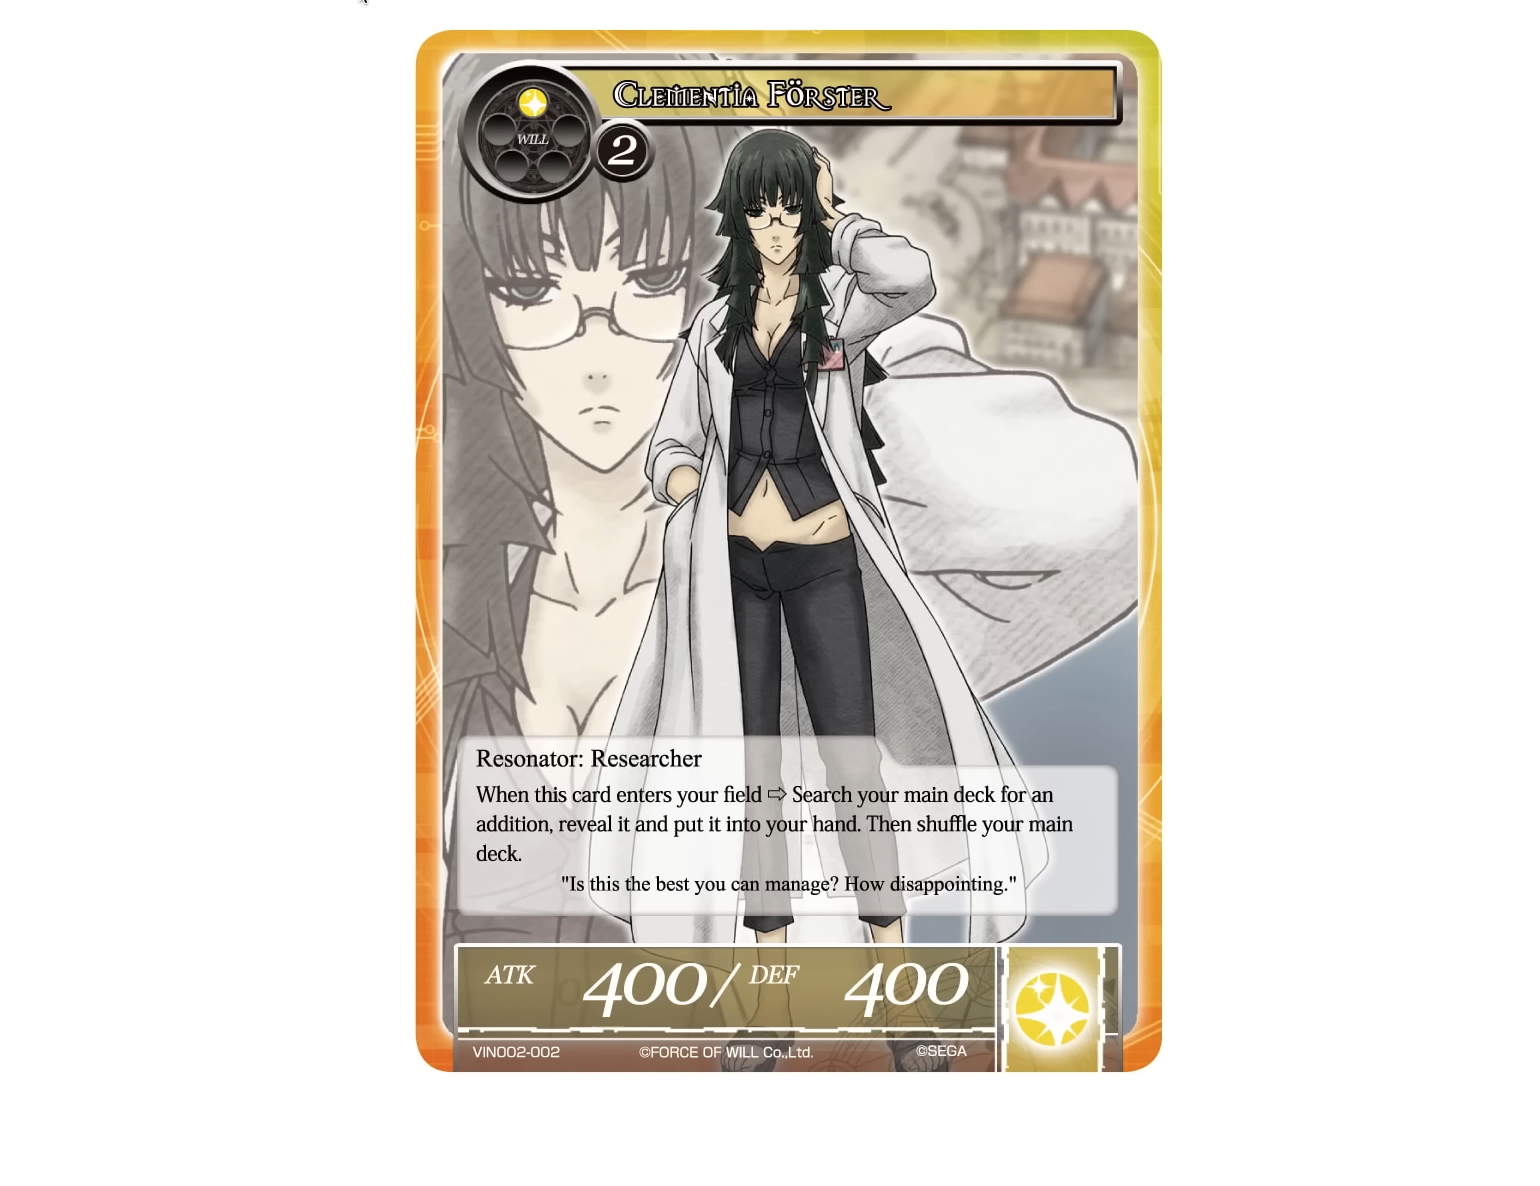 Clementia Förster
WILL
2
Resonator: Researcher
When this card enters your field ⇨ Search your main deck for an
addition, reveal it and put it into your hand. Then shuffle your main
deck.
"Is this the best you can manage? How disappointing."
ATK 400 / DEF 400
VIN002-002 ©FORCE OF WILL Co.,Ltd. ©SEGA